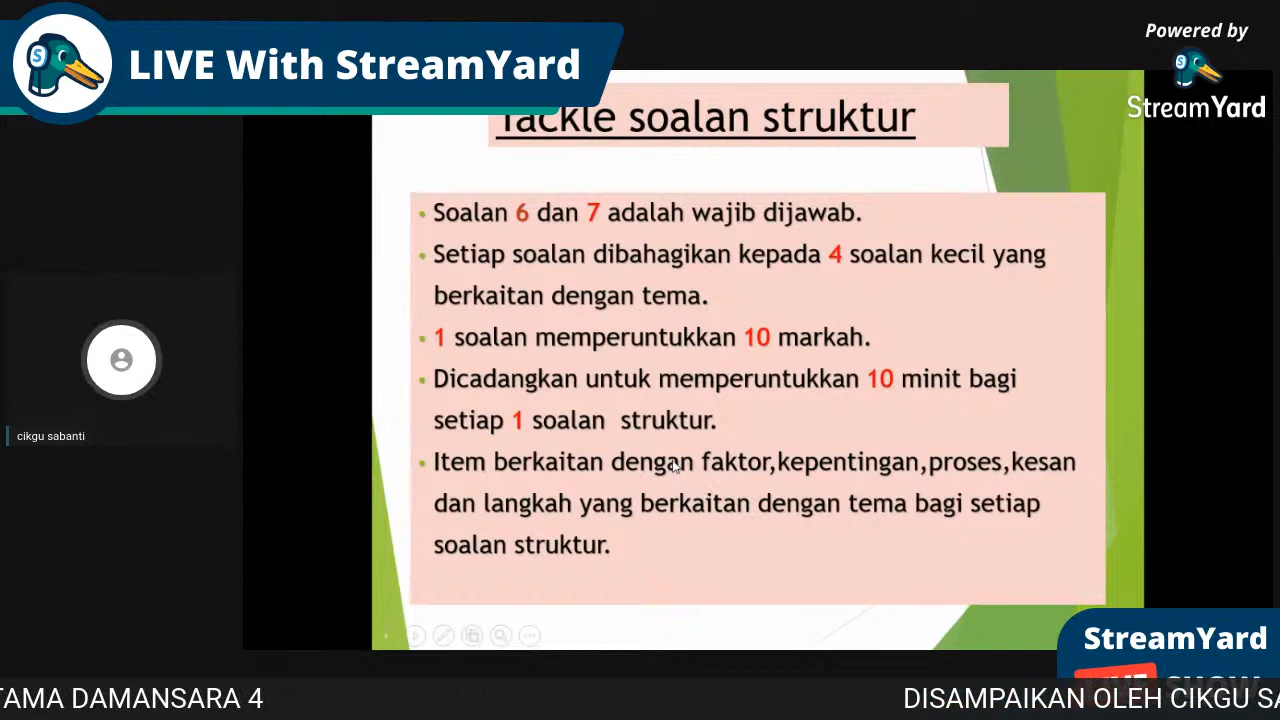 LIVE With StreamYard
Powered by
StreamYard
Tackle soalan struktur
• Soalan 6 dan 7 adalah wajib dijawab.
• Setiap soalan dibahagikan kepada 4 soalan kecil yang
berkaitan dengan tema.
• 1 soalan memperuntukkan 10 markah.
• Dicadangkan untuk memperuntukkan 10 minit bagi
setiap 1 soalan struktur.
• Item berkaitan dengan faktor,kepentingan,proses,kesan
dan langkah yang berkaitan dengan tema bagi setiap
soalan struktur.
cikgu sabanti
StreamYard
LIVE SHOW
TAMA DAMANSARA 4
DISAMPAIKAN OLEH CIKGU SA